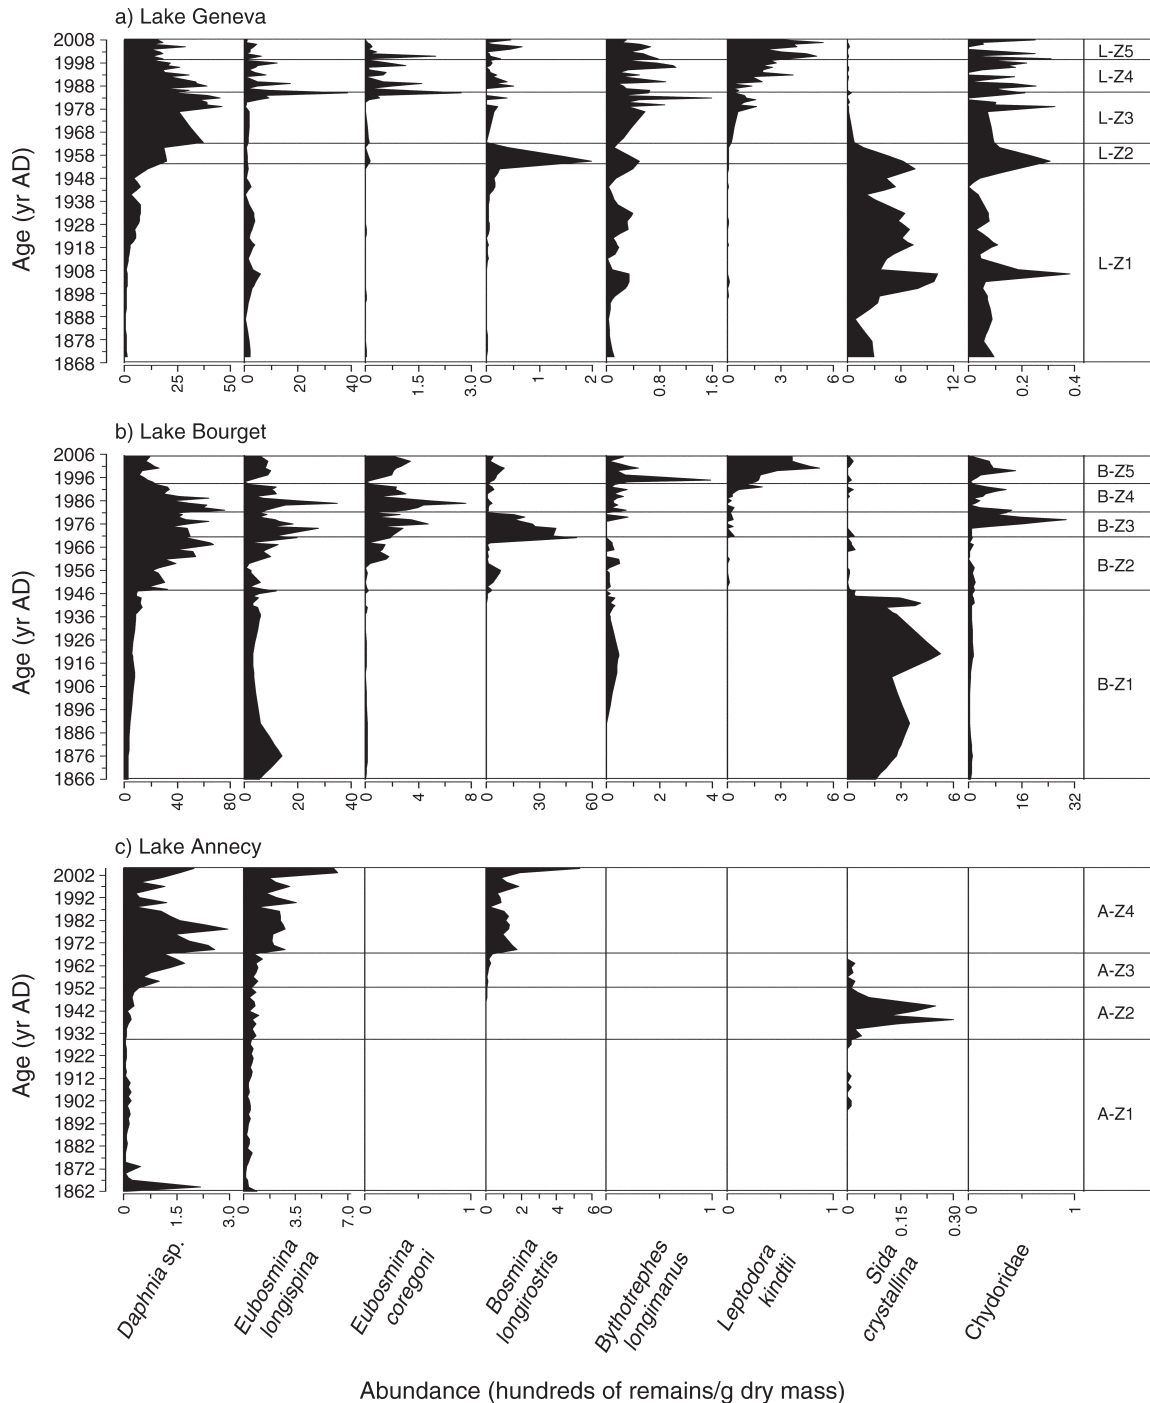 a) Lake Geneva
2008
1998
1988
1978
1968
1958
1948
1938
1928
1918
1908
1898
1888
1878
1868
Age (yr AD)
L-Z5
L-Z4
L-Z3
L-Z2
L-Z1
0 25 50 0 20 40 0 1.5 3.0 0 1 2 0 0.8 1.6 0 3 6 0 6 12 0 0.2 0.4
b) Lake Bourget
2006
1996
1986
1976
1966
1956
1946
1936
1926
1916
1906
1896
1886
1876
1866
Age (yr AD)
B-Z5
B-Z4
B-Z3
B-Z2
B-Z1
0 40 80 0 20 40 0 4 8 0 30 60 0 2 4 0 3 6 0 3 6 0 16 32
c) Lake Annecy
2002
1992
1982
1972
1962
1952
1942
1932
1922
1912
1902
1892
1882
1872
1862
Age (yr AD)
A-Z4
A-Z3
A-Z2
A-Z1
0 1.5 3.0 0 3.5 7.0 0 1 0 2 4 6 0 1 0 1 0 0.15 0.30 0 1
Daphnia sp.
Eubosmina
longispina
Eubosmina
coregoni
Bosmina
longirostris
Bythotrephes
longimanus
Leptodora
kindtii
Sida
crystallina
Chydoridae
Abundance (hundreds of remains/g dry mass)